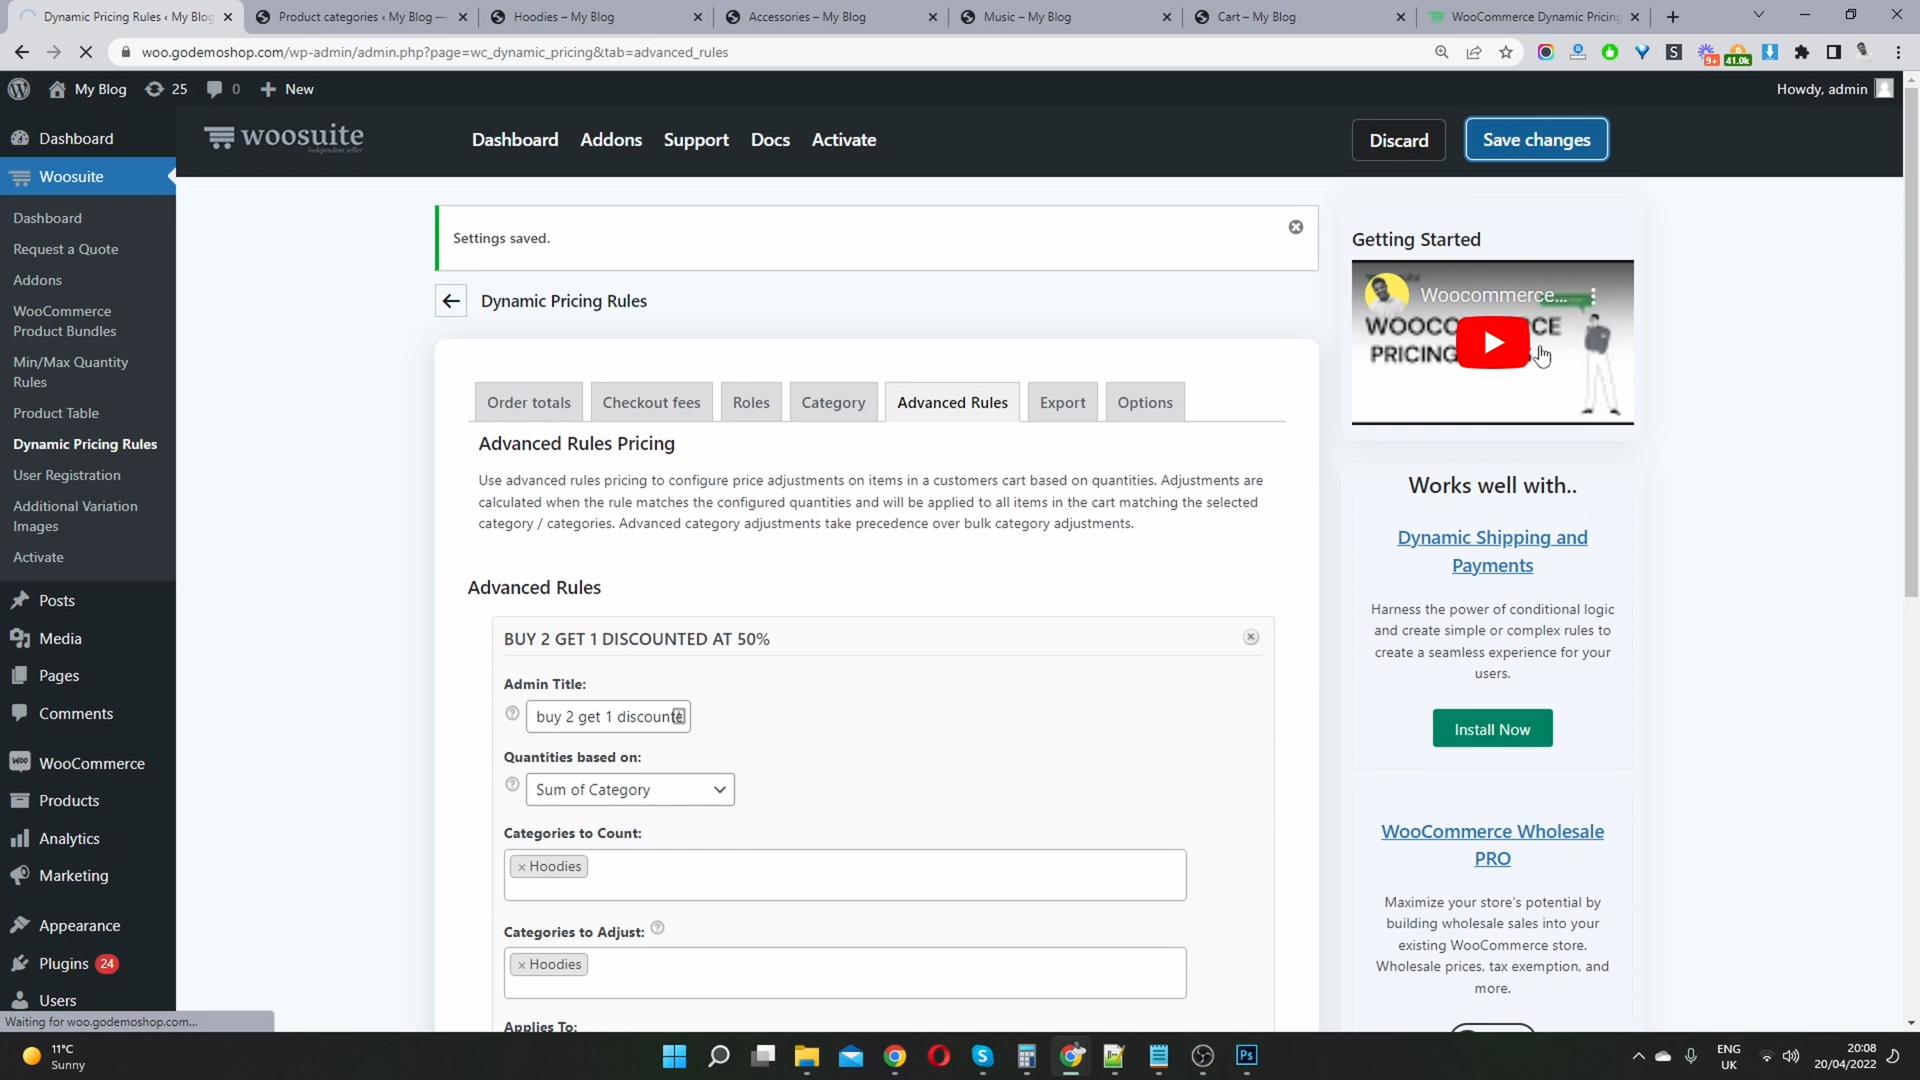 Dynamic Pricing Rules ‹ My Blog
Product categories ‹ My Blog —
Hoodies – My Blog
Accessories – My Blog
Music – My Blog
Cart – My Blog
WooCommerce Dynamic Pricing
woo.godemoshop.com/wp-admin/admin.php?page=wc_dynamic_pricing&tab=advanced_rules
9+
41.0k
My Blog
25
0
New
Howdy, admin
Dashboard
woosuite
Dashboard
Addons
Support
Docs
Activate
Discard
Save changes
Woosuite
Dashboard
Request a Quote
Addons
WooCommerce
Product Bundles
Min/Max Quantity
Rules
Product Table
Dynamic Pricing Rules
User Registration
Additional Variation
Images
Activate
Posts
Media
Pages
Comments
WooCommerce
Products
Analytics
Marketing
Appearance
Plugins 24
Users
Waiting for woo.godemoshop.com...
Settings saved.
Dynamic Pricing Rules
Order totals
Checkout fees
Roles
Category
Advanced Rules
Export
Options
Advanced Rules Pricing
Use advanced rules pricing to configure price adjustments on items in a customers cart based on quantities. Adjustments are
calculated when the rule matches the configured quantities and will be applied to all items in the cart matching the selected
category / categories. Advanced category adjustments take precedence over bulk category adjustments.
Advanced Rules
BUY 2 GET 1 DISCOUNTED AT 50%
Admin Title:
buy 2 get 1 discounte
Quantities based on:
Sum of Category
Categories to Count:
× Hoodies
Categories to Adjust:
× Hoodies
Applies To:
Getting Started
Woocommerce...
PRICING
Works well with..
Dynamic Shipping and
Payments
Harness the power of conditional logic
and create simple or complex rules to
create a seamless experience for your
users.
Install Now
WooCommerce Wholesale
PRO
Maximize your store's potential by
building wholesale sales into your
existing WooCommerce store.
Wholesale prices, tax exemption, and
more.
11°C
Sunny
ENG
UK
20:08
20/04/2022